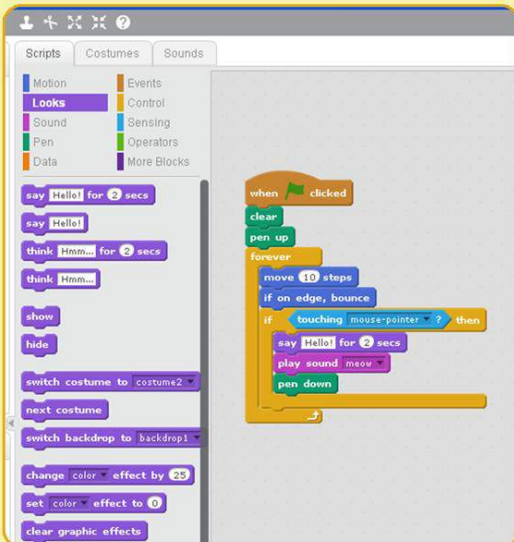 Scripts Costumes Sounds
Motion Events
Looks Control
Sound Sensing
Pen Operators
Data More Blocks
say Hello! for 2 secs
say Hello!
think Hmm... for 2 secs
think Hmm...
show
hide
switch costume to costume2
next costume
switch backdrop to backdrop1
change color effect by 25
set color effect to 0
clear graphic effects
when clicked
clear
pen up
forever
move 10 steps
if on edge, bounce
if touching mouse-pointer ? then
say Hello! for 2 secs
play sound meow
pen down